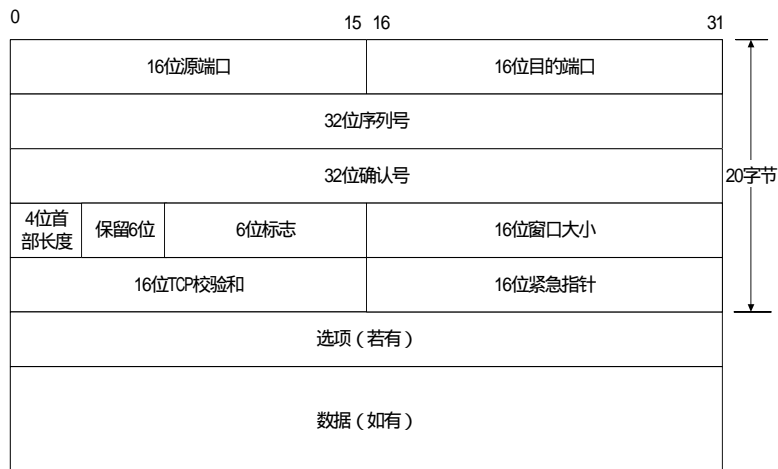 0 15 16 31
16位源端口 16位目的端口
32位序列号
32位确认号
20字节
4位首
部长度 保留6位 6位标志 16位窗口大小
16位TCP校验和 16位紧急指针
选项（若有）
数据（如有）